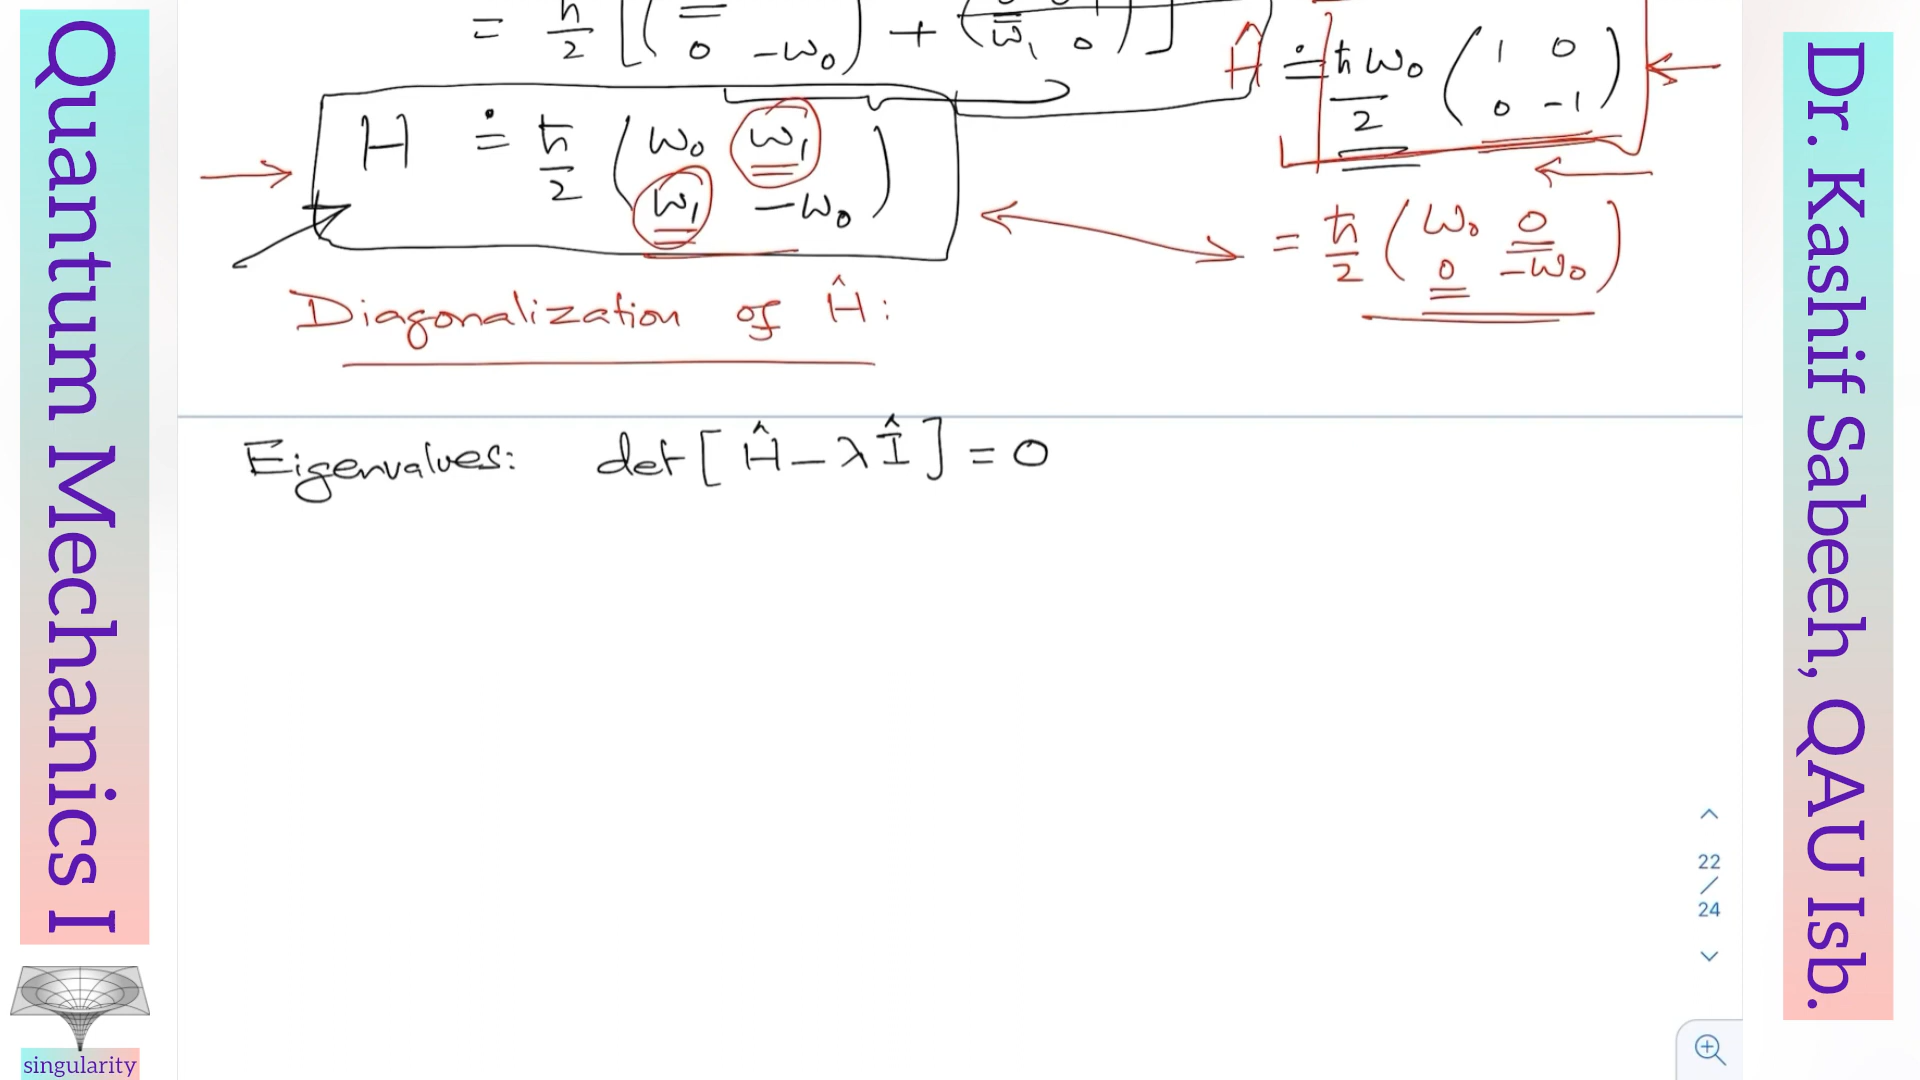 Quantum Mechanics I
singularity
= ħ/2 [( 0 -ω₀) + (ω₁ 0)]
H ≐ ħ/2 (ω₀ ω₁
ω₁ -ω₀)
Ĥ ≐ ħω₀/2 (1 0
0 -1)
= ħ/2 (ω₀ 0
0 -ω₀)
Diagonalization of Ĥ:
Eigenvalues: det[Ĥ - λÎ] = 0
22
/
24
Dr. Kashif Sabeeh, QAU Isb.